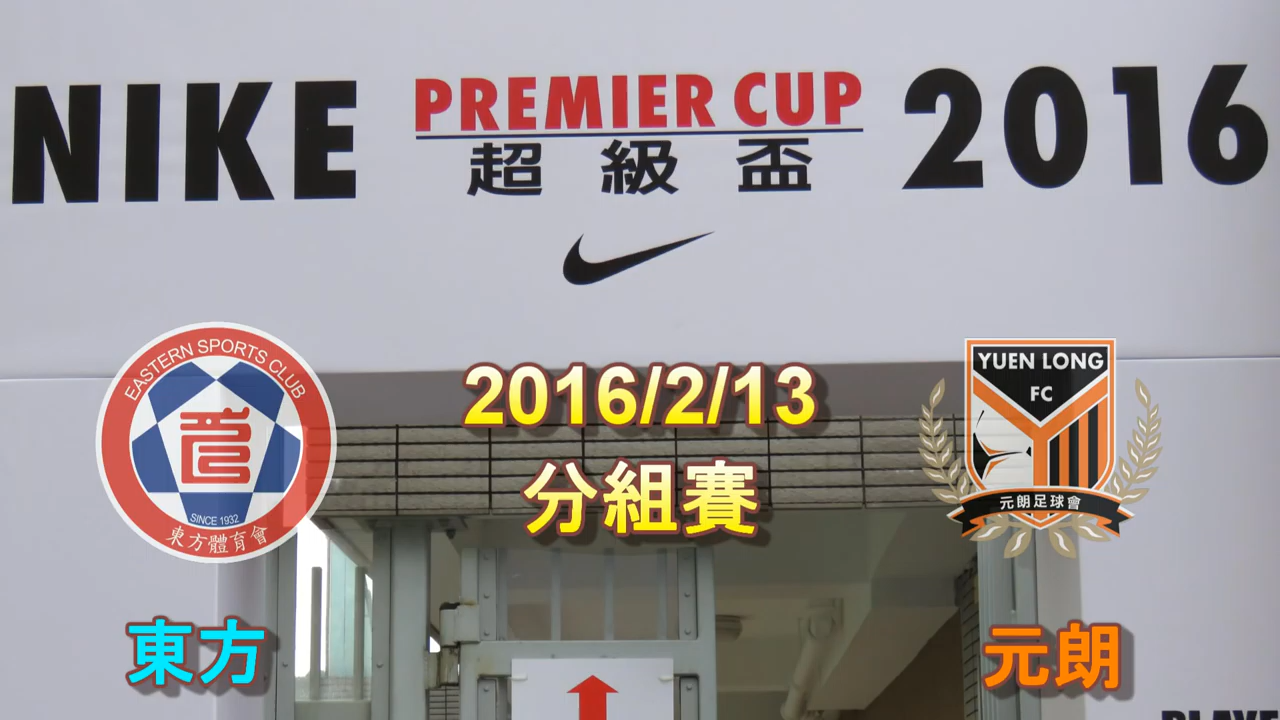 NIKE PREMIER CUP 2016
超級盃
EASTERN SPORTS CLUB
SINCE 1932
東方體育會
2016/2/13
分組賽
YUEN LONG
FC
元朗足球會
東方
元朗